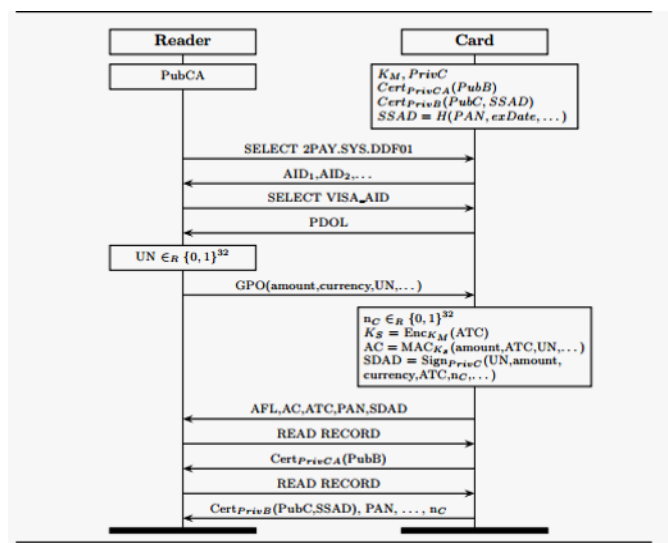 Reader
Card
PubCA
K_M, PrivC
Cert_PrivCA(PubB)
Cert_PrivB(PubC, SSAD)
SSAD = H(PAN, exDate, . . . )
SELECT 2PAY.SYS.DDF01
AID₁,AID₂,. . .
SELECT VISA_AID
PDOL
UN ∈_R {0, 1}³²
GPO(amount,currency,UN,. . . )
n_C ∈_R {0, 1}³²
K_S = Enc_K_M(ATC)
AC = MAC_K_s(amount,ATC,UN,. . . )
SDAD = Sign_PrivC(UN,amount,
currency,ATC,n_C,. . . )
AFL,AC,ATC,PAN,SDAD
READ RECORD
Cert_PrivCA(PubB)
READ RECORD
Cert_PrivB(PubC,SSAD), PAN, . . . , n_C